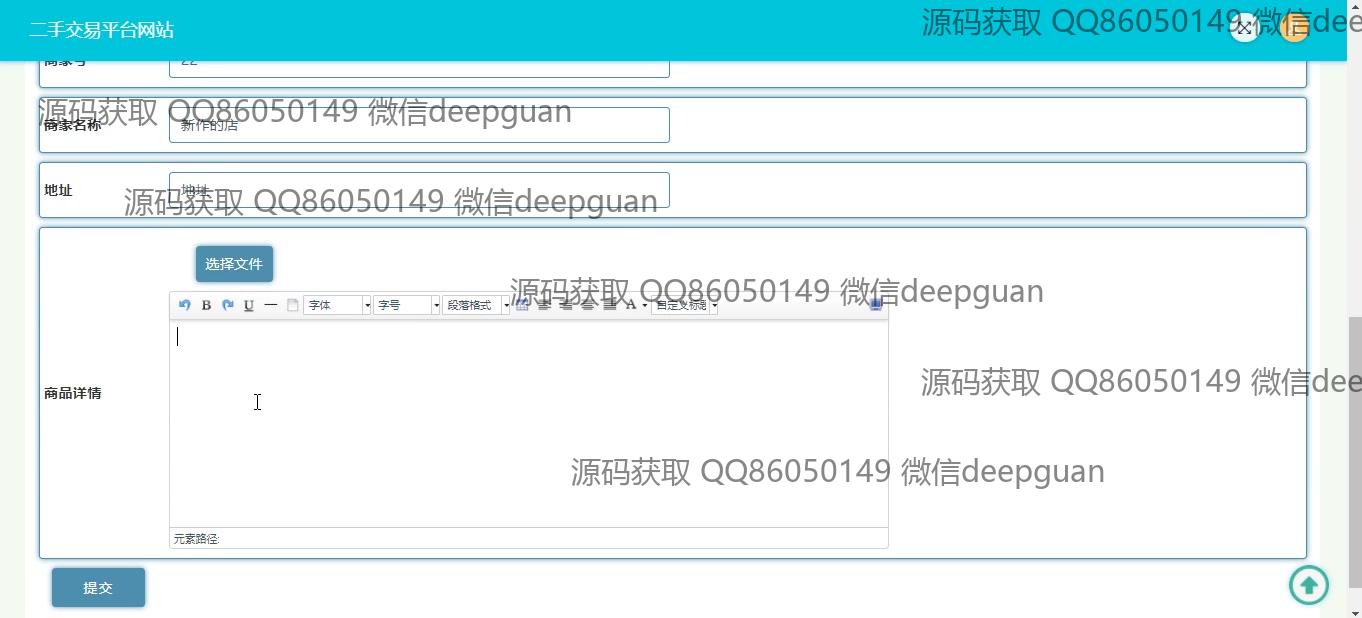 二手交易平台网站
源码获取 QQ86050149 微信dee
商家号 22
源码获取 QQ86050149 微信deepguan
商家名称 新作的店
地址 地址
源码获取 QQ86050149 微信deepguan
选择文件
源码获取 QQ86050149 微信deepguan
B U 字体 字号 段落格式 A 自定义标题
源码获取 QQ86050149 微信dee
商品详情
源码获取 QQ86050149 微信deepguan
元素路径:
提交